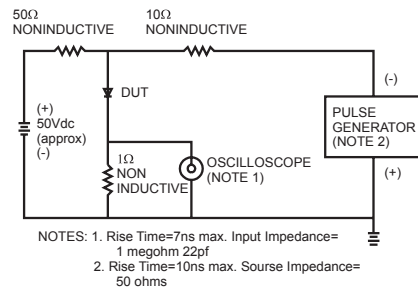 50Ω
NONINDUCTIVE
10Ω
NONINDUCTIVE
DUT
(+)
50Vdc
(approx)
(-)
1Ω
NON
INDUCTIVE
OSCILLOSCOPE
(NOTE 1)
(-)
PULSE
GENERATOR
(NOTE 2)
(+)
NOTES: 1. Rise Time=7ns max. Input Impedance=
1 megohm 22pf
2. Rise Time=10ns max. Sourse Impedance=
50 ohms